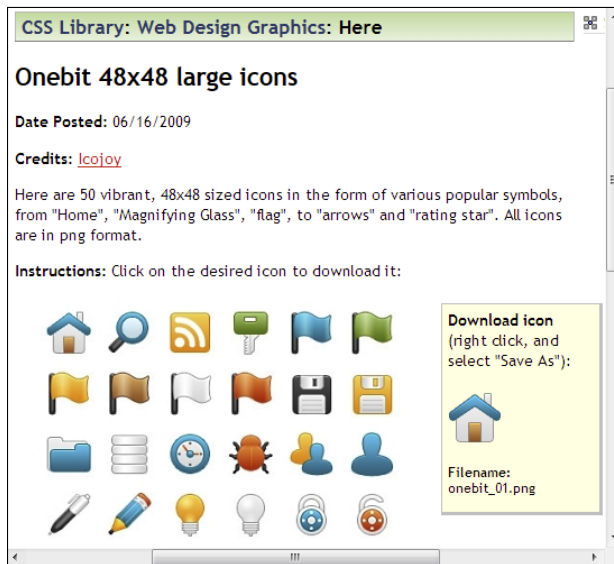 CSS Library: Web Design Graphics: Here
Onebit 48x48 large icons
Date Posted: 06/16/2009
Credits: Icojoy
Here are 50 vibrant, 48x48 sized icons in the form of various popular symbols,
from "Home", "Magnifying Glass", "flag", to "arrows" and "rating star". All icons
are in png format.
Instructions: Click on the desired icon to download it:
Download icon
(right click, and
select "Save As"):
Filename:
onebit_01.png